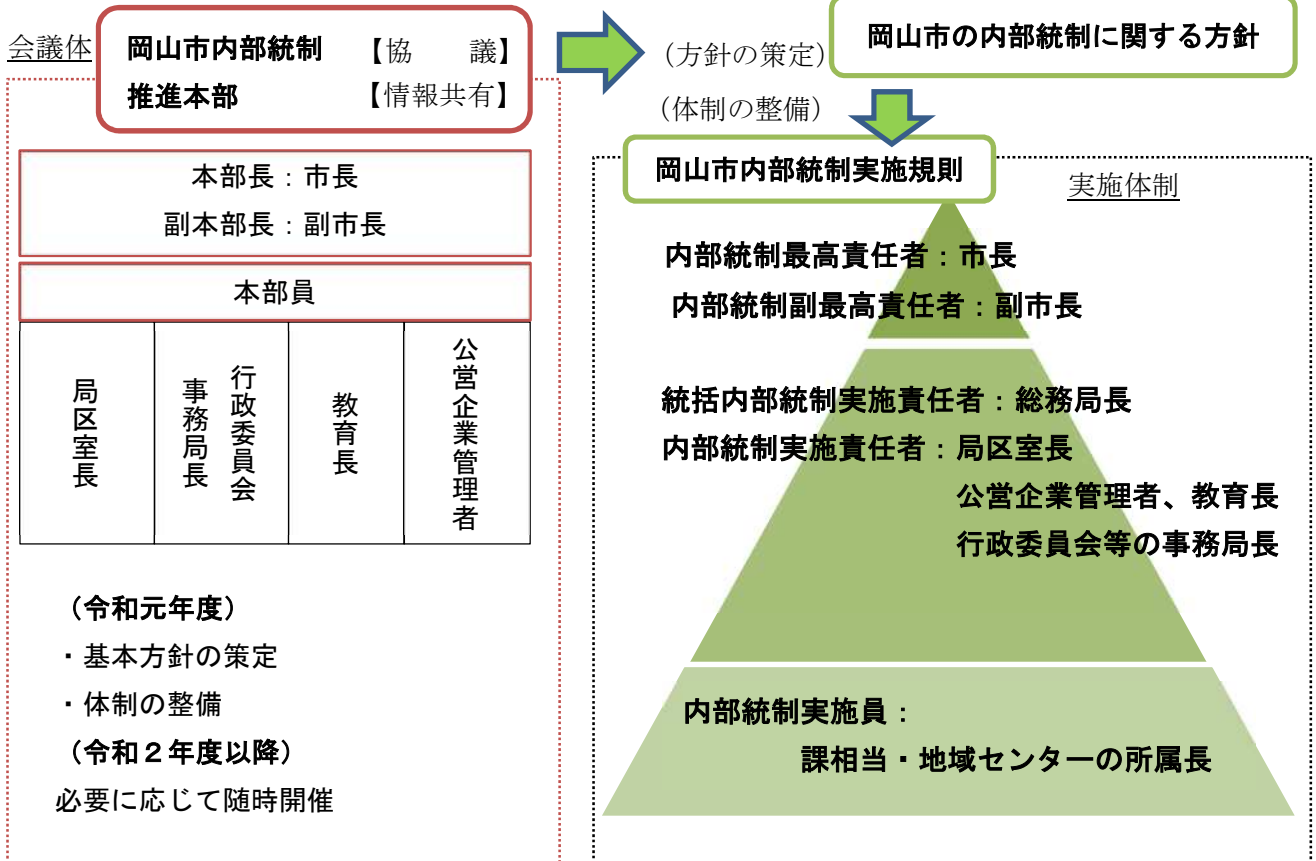 会議体
岡山市内部統制 【協　　議】
推進本部 【情報共有】
本部長：市長
副本部長：副市長
本部員
局区室長
行政委員会
事務局長
教育長
公営企業管理者
（令和元年度）
・基本方針の策定
・体制の整備
（令和２年度以降）
必要に応じて随時開催
(方針の策定)
岡山市の内部統制に関する方針
(体制の整備)
岡山市内部統制実施規則
実施体制
内部統制最高責任者：市長
内部統制副最高責任者：副市長
統括内部統制実施責任者：総務局長
内部統制実施責任者：局区室長
公営企業管理者、教育長
行政委員会等の事務局長
内部統制実施員：
課相当・地域センターの所属長